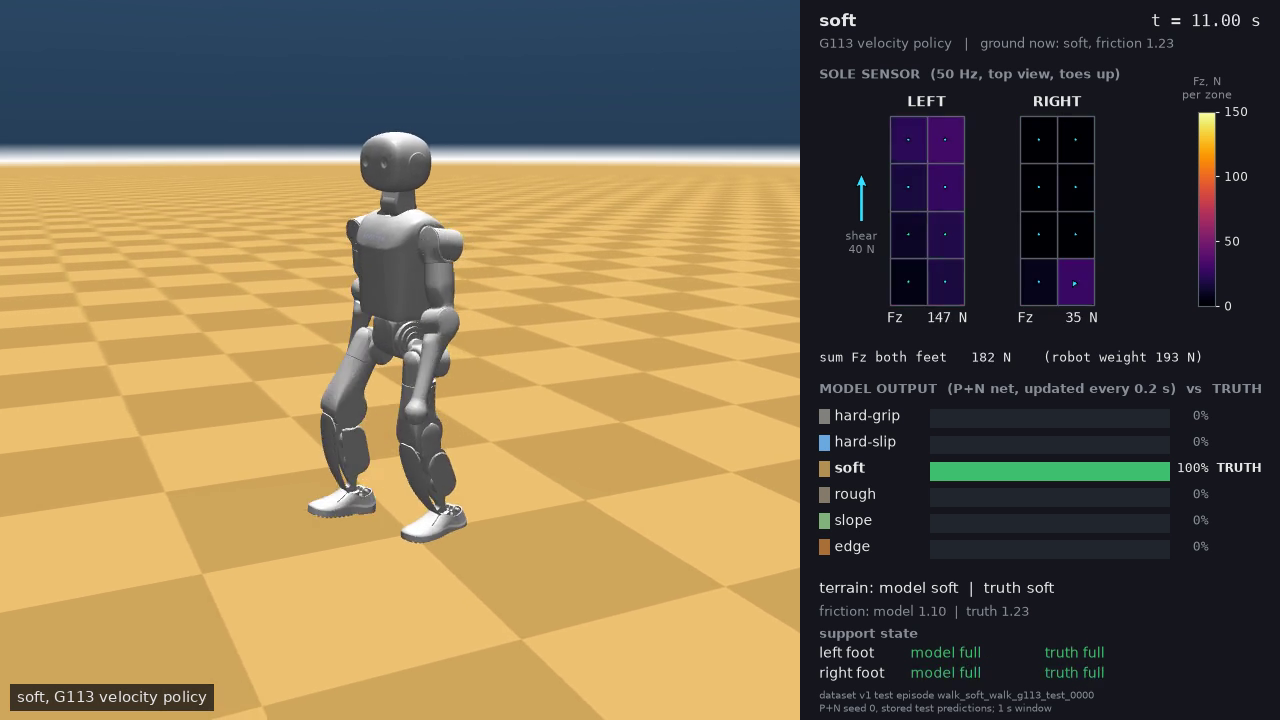 soft t = 11.00 s
G113 velocity policy | ground now: soft, friction 1.23
SOLE SENSOR (50 Hz, top view, toes up)
Fz, N
per zone
LEFT RIGHT
150
100
50
0
shear
40 N
Fz 147 N Fz 35 N
sum Fz both feet 182 N (robot weight 193 N)
MODEL OUTPUT (P+N net, updated every 0.2 s) vs TRUTH
hard-grip 0%
hard-slip 0%
soft 100% TRUTH
rough 0%
slope 0%
edge 0%
terrain: model soft | truth soft
friction: model 1.10 | truth 1.23
support state
left foot model full truth full
right foot model full truth full
dataset v1 test episode walk_soft_walk_g113_test_0000
P+N seed 0, stored test predictions; 1 s window
soft, G113 velocity policy